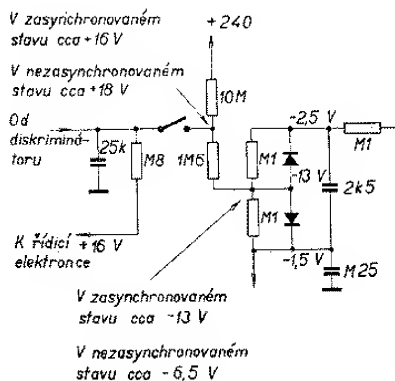 V zasyrichronovaném
stavu cca +16 V
+240
V nezasynchronovaném
stavu cca +18 V
10M
Od
diskriminá-
toru
25k
M8
1M6
M1
-2,5 V
M1
-13 V
2k5
M1
-1,5 V
M25
K řídicí +16 V
elektronce
V zasynchronovaném
stavu cca -13 V
V nezasynchronovaném
stavu cca - 6,5 V